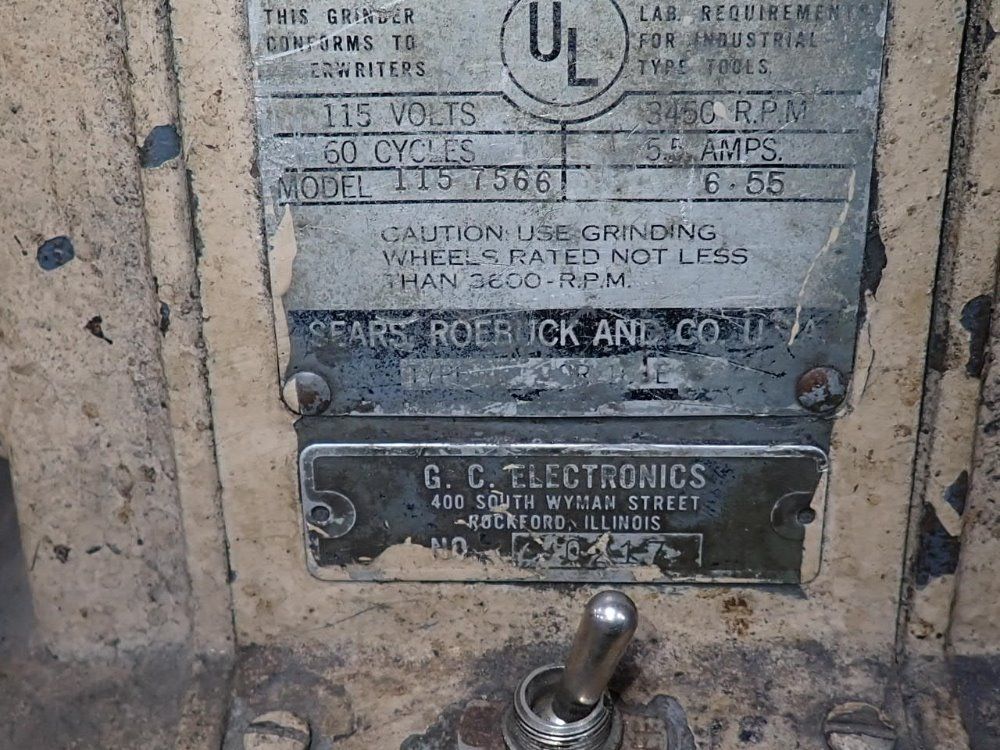 THIS GRINDER
CONFORMS TO
ERWRITERS
UL
LAB. REQUIREMENTS
FOR INDUSTRIAL
TYPE TOOLS.
115 VOLTS 3450 R.P.M
60 CYCLES 5.5 AMPS.
MODEL 115 7566 6·55
CAUTION: USE GRINDING
WHEELS RATED NOT LESS
THAN 3600-R.P.M.
SEARS, ROEBUCK AND CO. U.S.A
G. C. ELECTRONICS
400 SOUTH WYMAN STREET
ROCKFORD, ILLINOIS
NO.